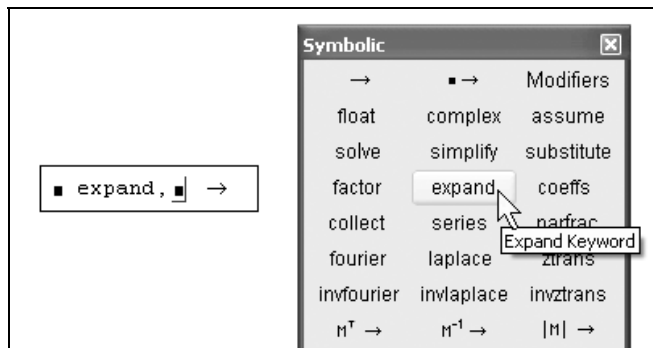 Symbolic
→ ▪ → Modifiers
float complex assume
solve simplify substitute
▪ expand,▪ →
factor expand coeffs
collect series parfrac
Expand Keyword
fourier laplace ztrans
invfourier invlaplace invztrans
Mᵀ → M⁻¹ → |M| →